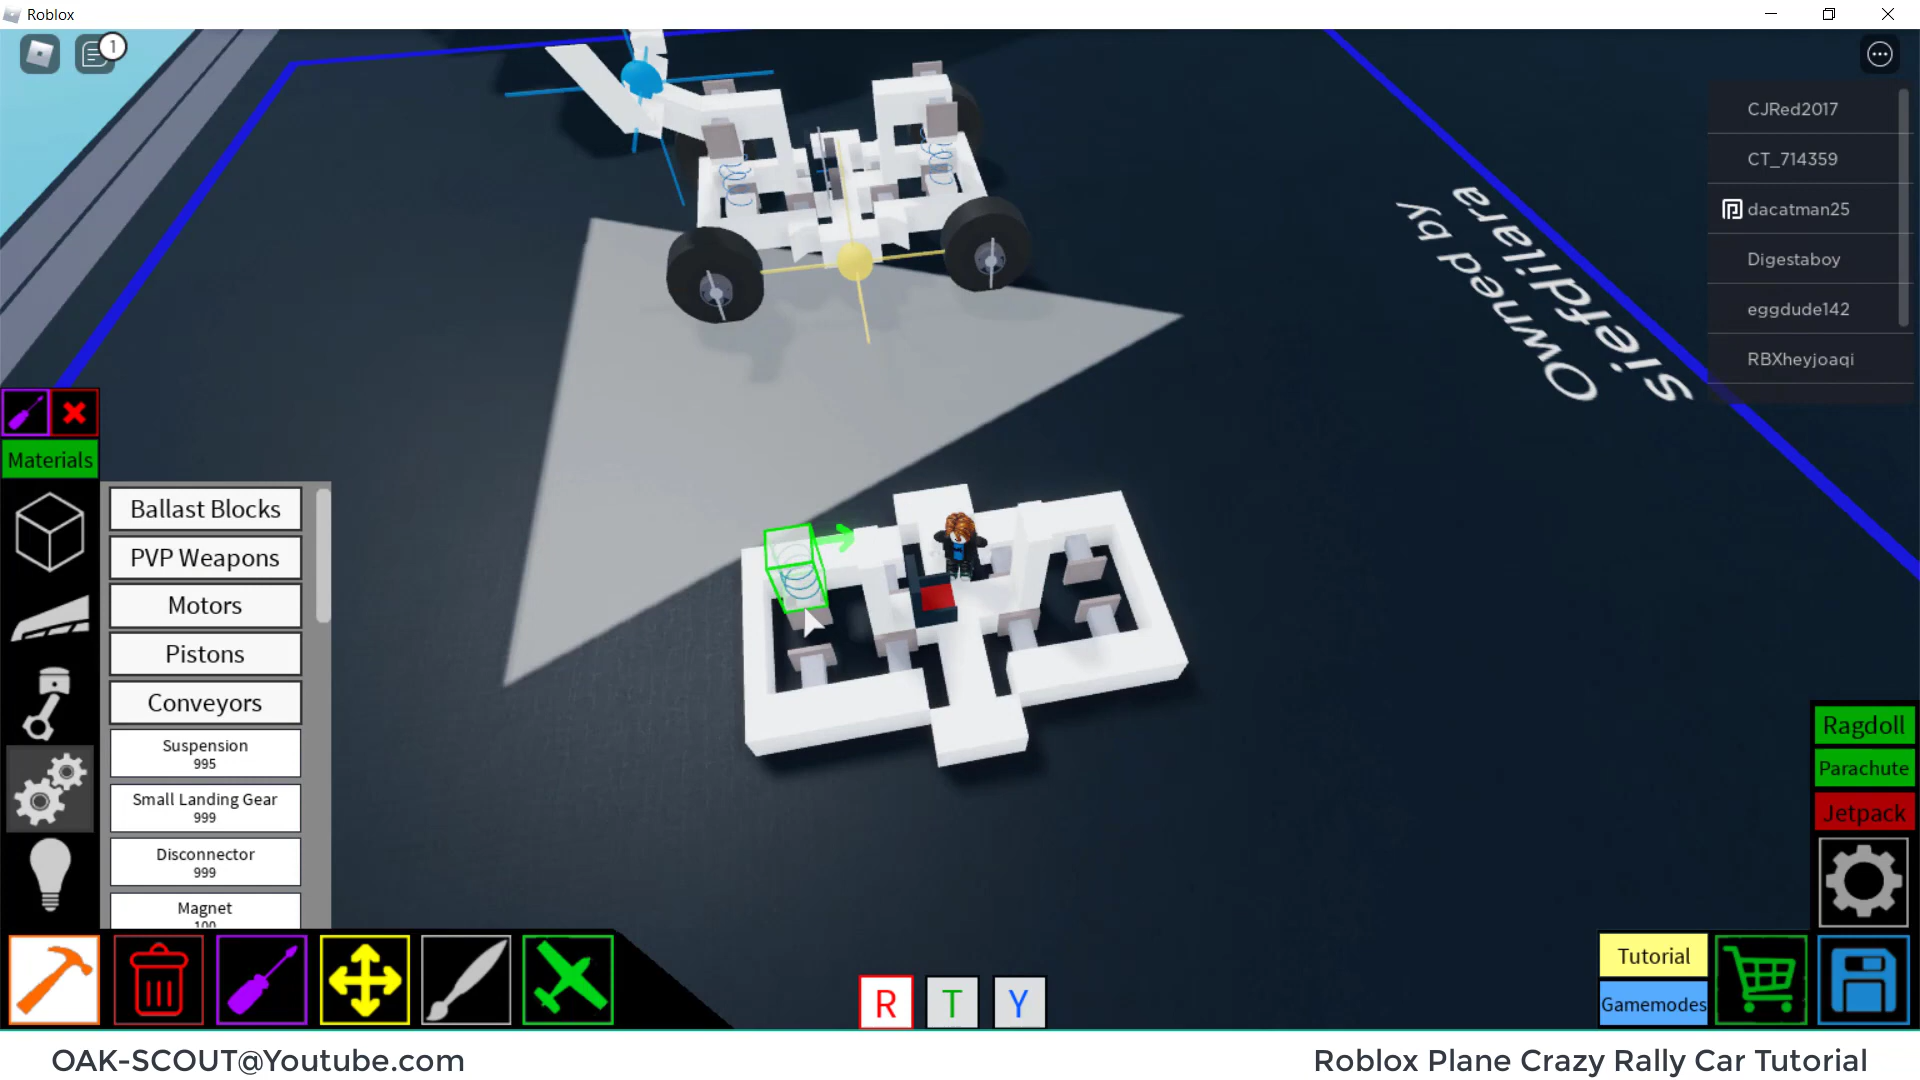 Roblox
1
CJRed2017
CT_714359
dacatman25
Digestaboy
eggdude142
RBXheyjoaqi
Owned by
siefdilara
Materials
Ballast Blocks
PVP Weapons
Motors
Pistons
Conveyors
Suspension
995
Small Landing Gear
999
Disconnector
999
Magnet
100
Ragdoll
Parachute
Jetpack
Tutorial
Gamemodes
R T Y
OAK-SCOUT@Youtube.com
Roblox Plane Crazy Rally Car Tutorial